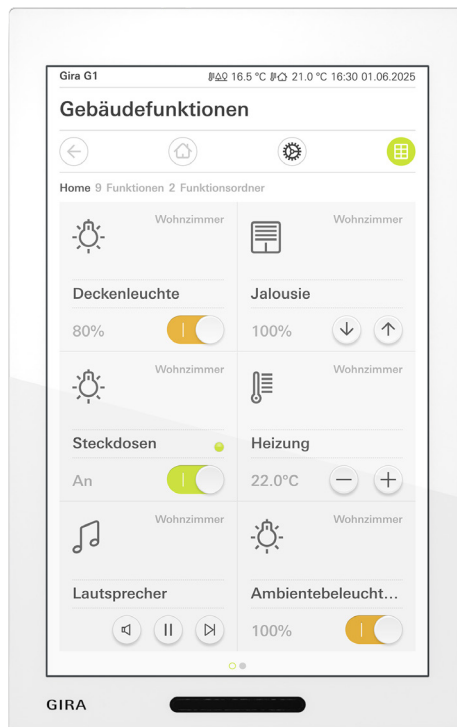 Gira G1 16.5 °C 21.0 °C 16:30 01.06.2025
Gebäudefunktionen
Home 9 Funktionen 2 Funktionsordner
Wohnzimmer Wohnzimmer
Deckenleuchte Jalousie
80% 100%
Wohnzimmer Wohnzimmer
Steckdosen Heizung
An 22.0°C
Wohnzimmer Wohnzimmer
Lautsprecher Ambientebeleucht...
100%
GIRA